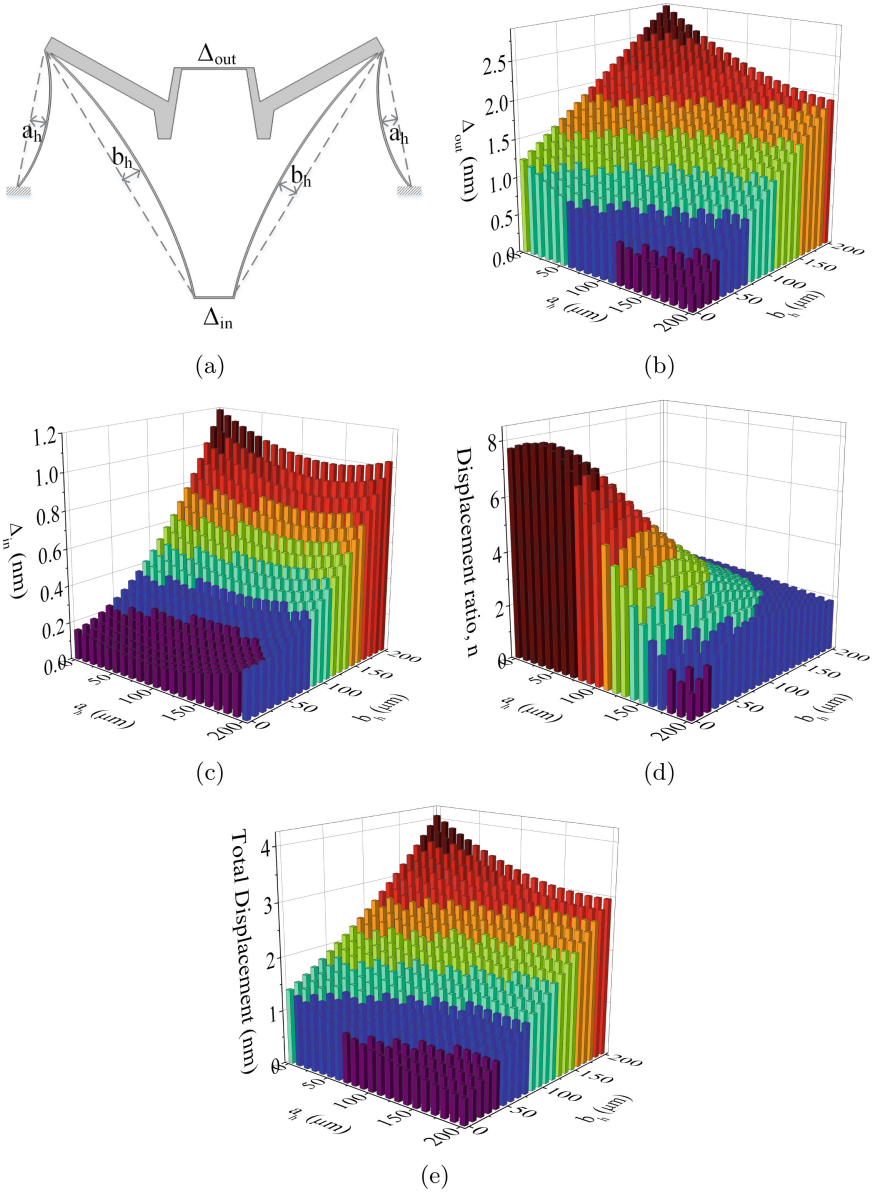 Δout
ah
ah
bh
bh
Δin
(a)
Δout (nm)
2.5
2.0
1.5
1.0
0.5
0.0
50
100
150
200
ah (μm)
0
50
100
150
200
bh (μm)
(b)
Δin (nm)
1.2
1.0
0.8
0.6
0.4
0.2
0.0
50
100
150
200
ah (μm)
0
50
100
150
200
bh (μm)
(c)
Displacement ratio, n
8
6
4
2
0
50
100
150
200
ah (μm)
0
50
100
150
200
bh (μm)
(d)
Total Displacement (nm)
4
3
2
1
0
50
100
150
200
ah (μm)
0
50
100
150
200
bh (μm)
(e)